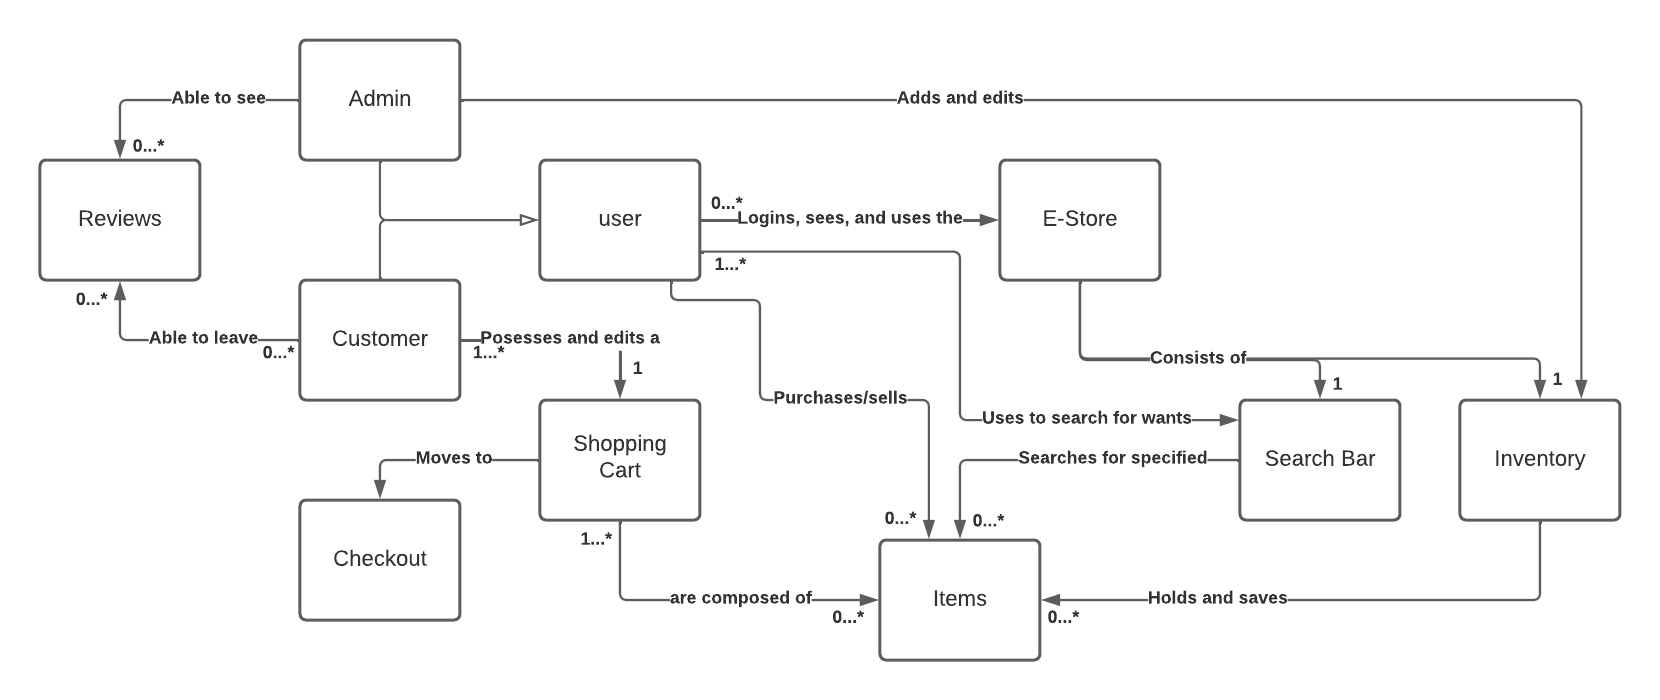 Admin
Able to see
Adds and edits
0...*
Reviews
user
0...*
Logins, sees, and uses the
E-Store
1...*
0...*
Able to leave
0...*
Customer
Posesses and edits a
1...*
1
Consists of
1
1
Purchases/sells
Uses to search for wants
Shopping
Cart
Moves to
Searches for specified
Search Bar
Inventory
0...*
0...*
1...*
Checkout
are composed of
0...*
Items
Holds and saves
0...*